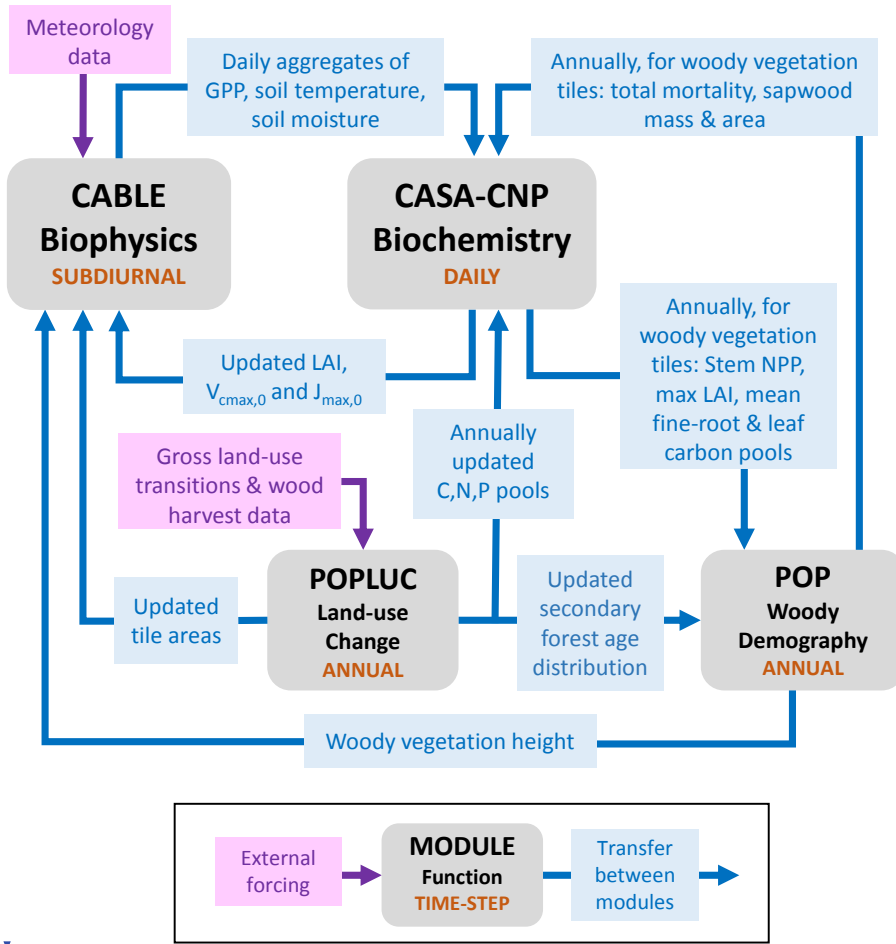 Meteorology
data
Daily aggregates of
GPP, soil temperature,
soil moisture
Annually, for woody vegetation
tiles: total mortality, sapwood
mass & area
CABLE
Biophysics
SUBDIURNAL
CASA-CNP
Biochemistry
DAILY
Updated LAI,
Vcmax,0 and Jmax,0
Annually, for
woody vegetation
tiles: Stem NPP,
max LAI, mean
fine-root & leaf
carbon pools
Gross land-use
transitions & wood
harvest data
Annually
updated
C,N,P pools
Updated
tile areas
POPLUC
Land-use
Change
ANNUAL
Updated
secondary
forest age
distribution
POP
Woody
Demography
ANNUAL
Woody vegetation height
External
forcing
MODULE
Function
TIME-STEP
Transfer
between
modules